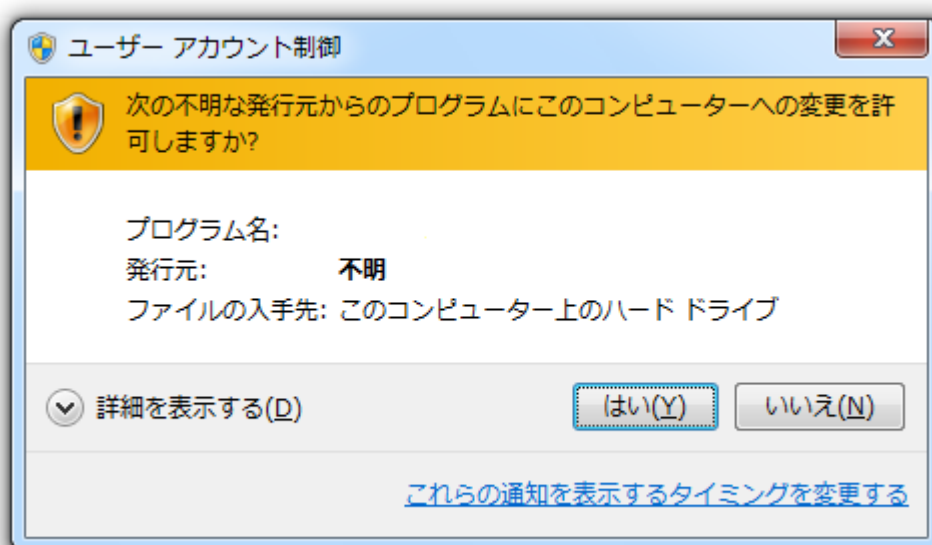 ユーザー アカウント制御
次の不明な発行元からのプログラムにこのコンピューターへの変更を許
可しますか?
プログラム名:
発行元: 不明
ファイルの入手先: このコンピューター上のハード ドライブ
詳細を表示する(D) はい(Y) いいえ(N)
これらの通知を表示するタイミングを変更する